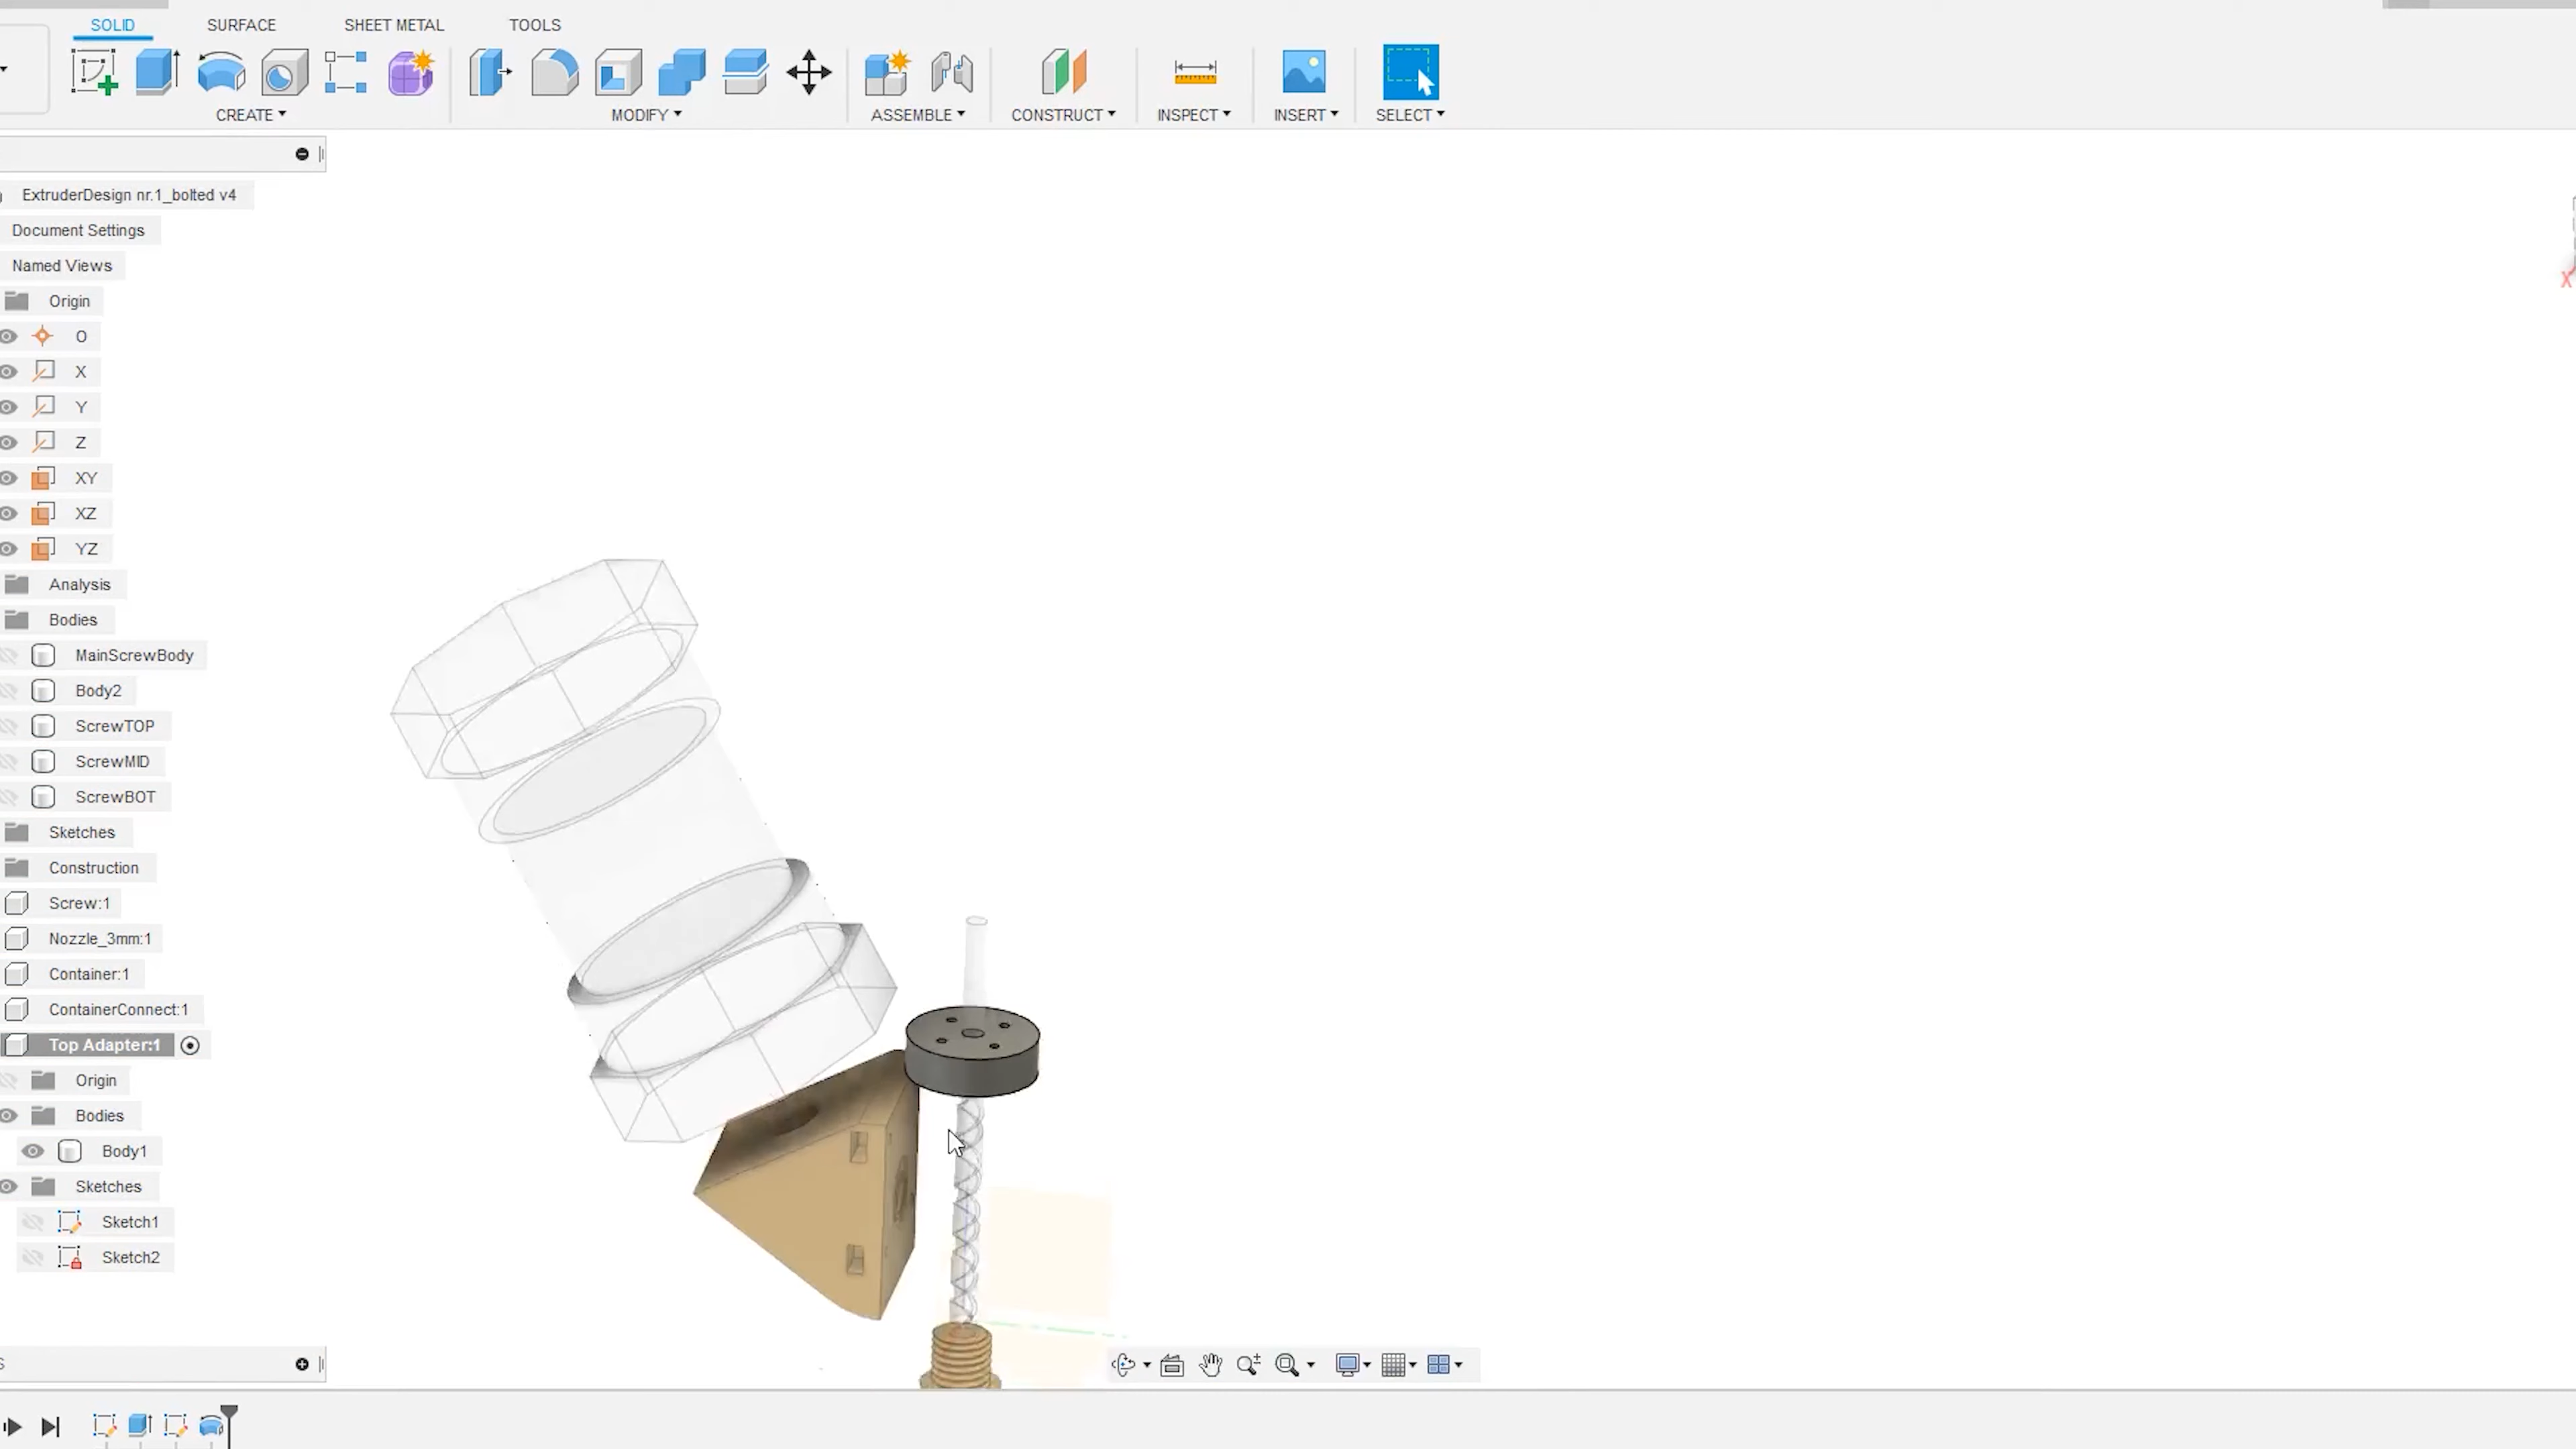 SOLID SURFACE SHEET METAL TOOLS
CREATE MODIFY ASSEMBLE CONSTRUCT INSPECT INSERT SELECT
ExtruderDesign nr.1_bolted v4
Document Settings
Named Views
Origin
O
X
Y
Z
XY
XZ
YZ
Analysis
Bodies
MainScrewBody
Body2
ScrewTOP
ScrewMID
ScrewBOT
Sketches
Construction
Screw:1
Nozzle_3mm:1
Container:1
ContainerConnect:1
Top Adapter:1
Origin
Bodies
Body1
Sketches
Sketch1
Sketch2
S
X